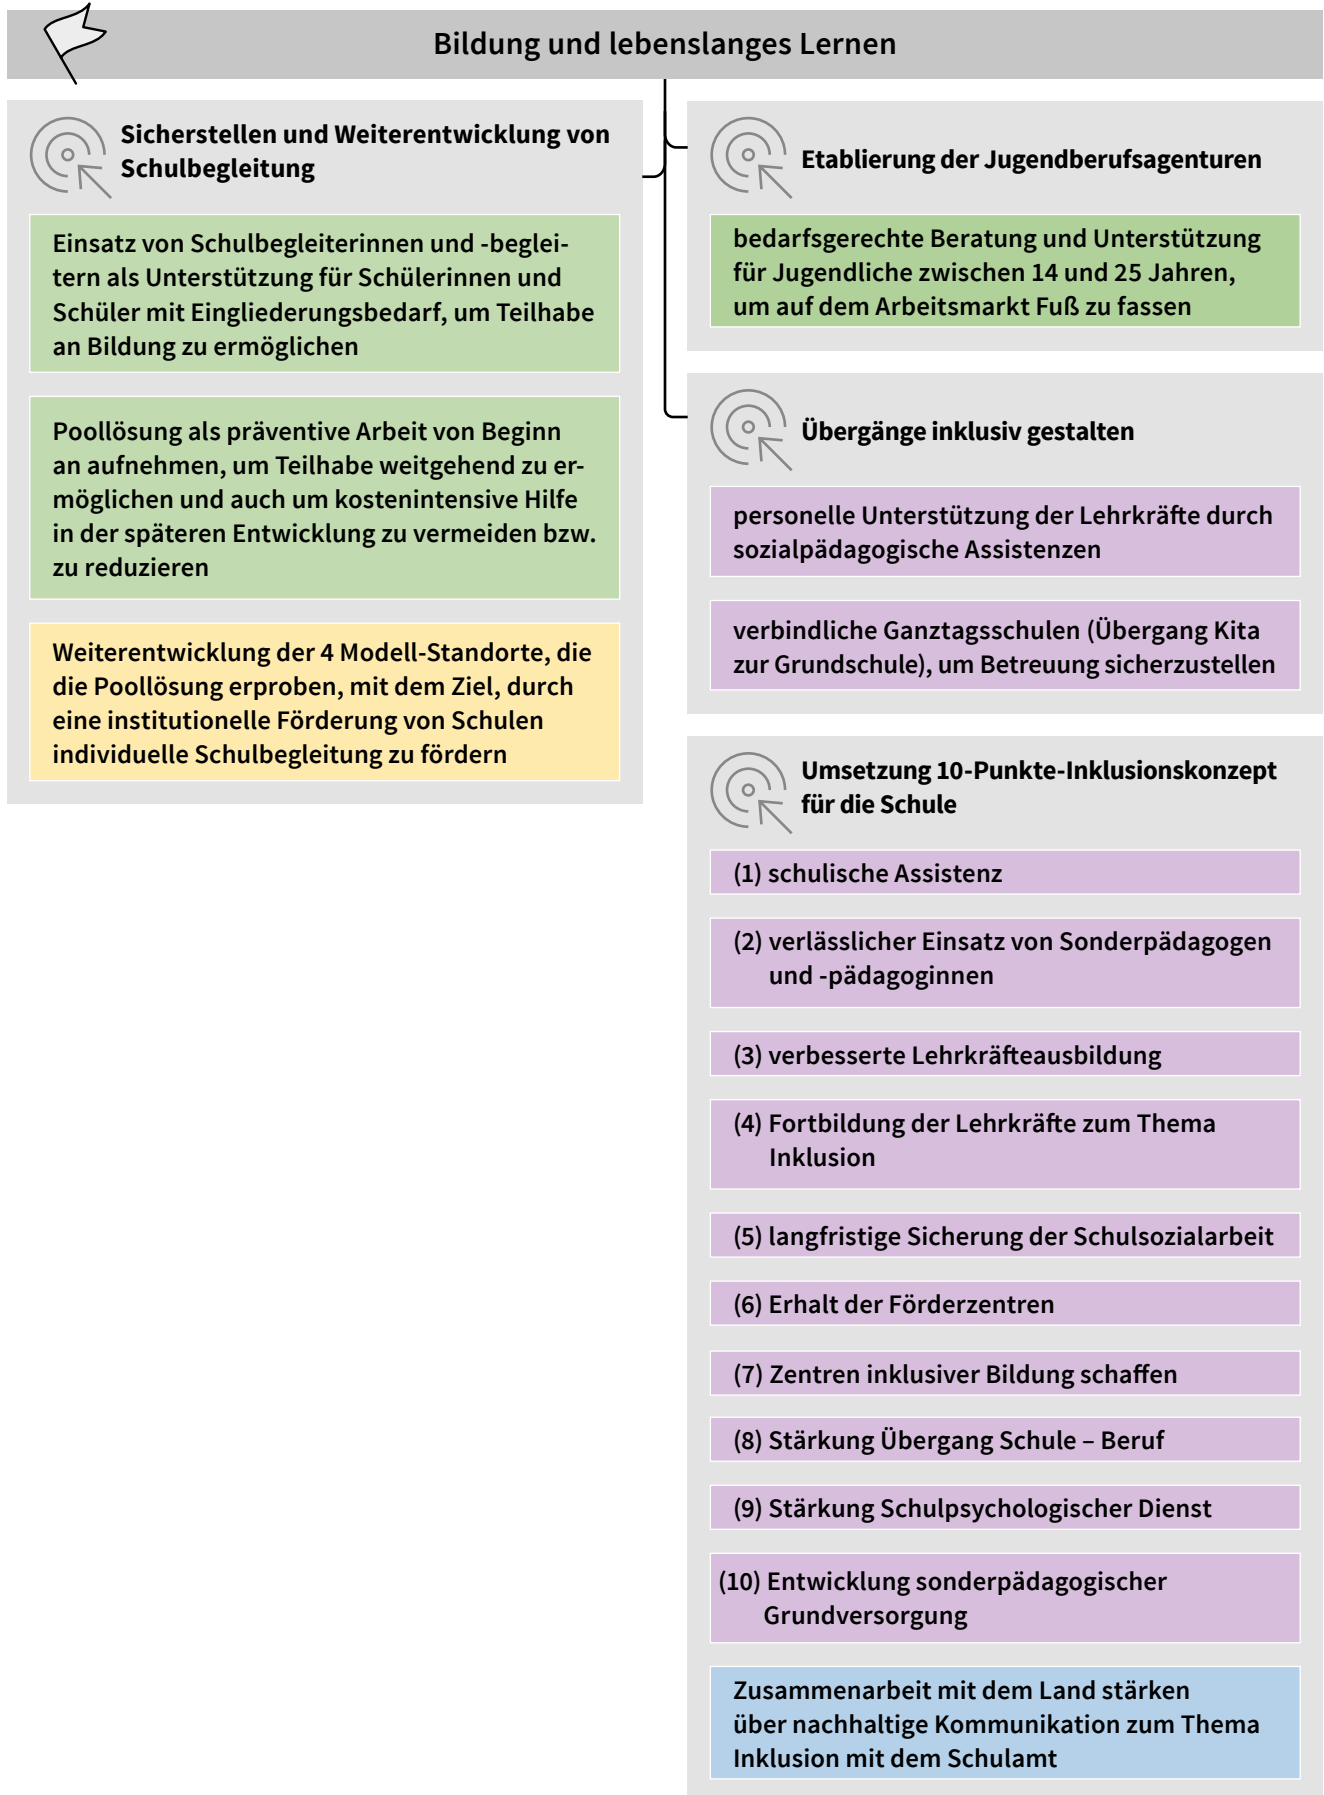 Bildung und lebenslanges Lernen
Sicherstellen und Weiterentwicklung von
Schulbegleitung
Einsatz von Schulbegleiterinnen und -beglei-
tern als Unterstützung für Schülerinnen und
Schüler mit Eingliederungsbedarf, um Teilhabe
an Bildung zu ermöglichen
Poollösung als präventive Arbeit von Beginn
an aufnehmen, um Teilhabe weitgehend zu er-
möglichen und auch um kostenintensive Hilfe
in der späteren Entwicklung zu vermeiden bzw.
zu reduzieren
Weiterentwicklung der 4 Modell-Standorte, die
die Poollösung erproben, mit dem Ziel, durch
eine institutionelle Förderung von Schulen
individuelle Schulbegleitung zu fördern
Etablierung der Jugendberufsagenturen
bedarfsgerechte Beratung und Unterstützung
für Jugendliche zwischen 14 und 25 Jahren,
um auf dem Arbeitsmarkt Fuß zu fassen
Übergänge inklusiv gestalten
personelle Unterstützung der Lehrkräfte durch
sozialpädagogische Assistenzen
verbindliche Ganztagsschulen (Übergang Kita
zur Grundschule), um Betreuung sicherzustellen
Umsetzung 10-Punkte-Inklusionskonzept
für die Schule
(1) schulische Assistenz
(2) verlässlicher Einsatz von Sonderpädagogen
und -pädagoginnen
(3) verbesserte Lehrkräfteausbildung
(4) Fortbildung der Lehrkräfte zum Thema
Inklusion
(5) langfristige Sicherung der Schulsozialarbeit
(6) Erhalt der Förderzentren
(7) Zentren inklusiver Bildung schaffen
(8) Stärkung Übergang Schule – Beruf
(9) Stärkung Schulpsychologischer Dienst
(10) Entwicklung sonderpädagogischer
Grundversorgung
Zusammenarbeit mit dem Land stärken
über nachhaltige Kommunikation zum Thema
Inklusion mit dem Schulamt